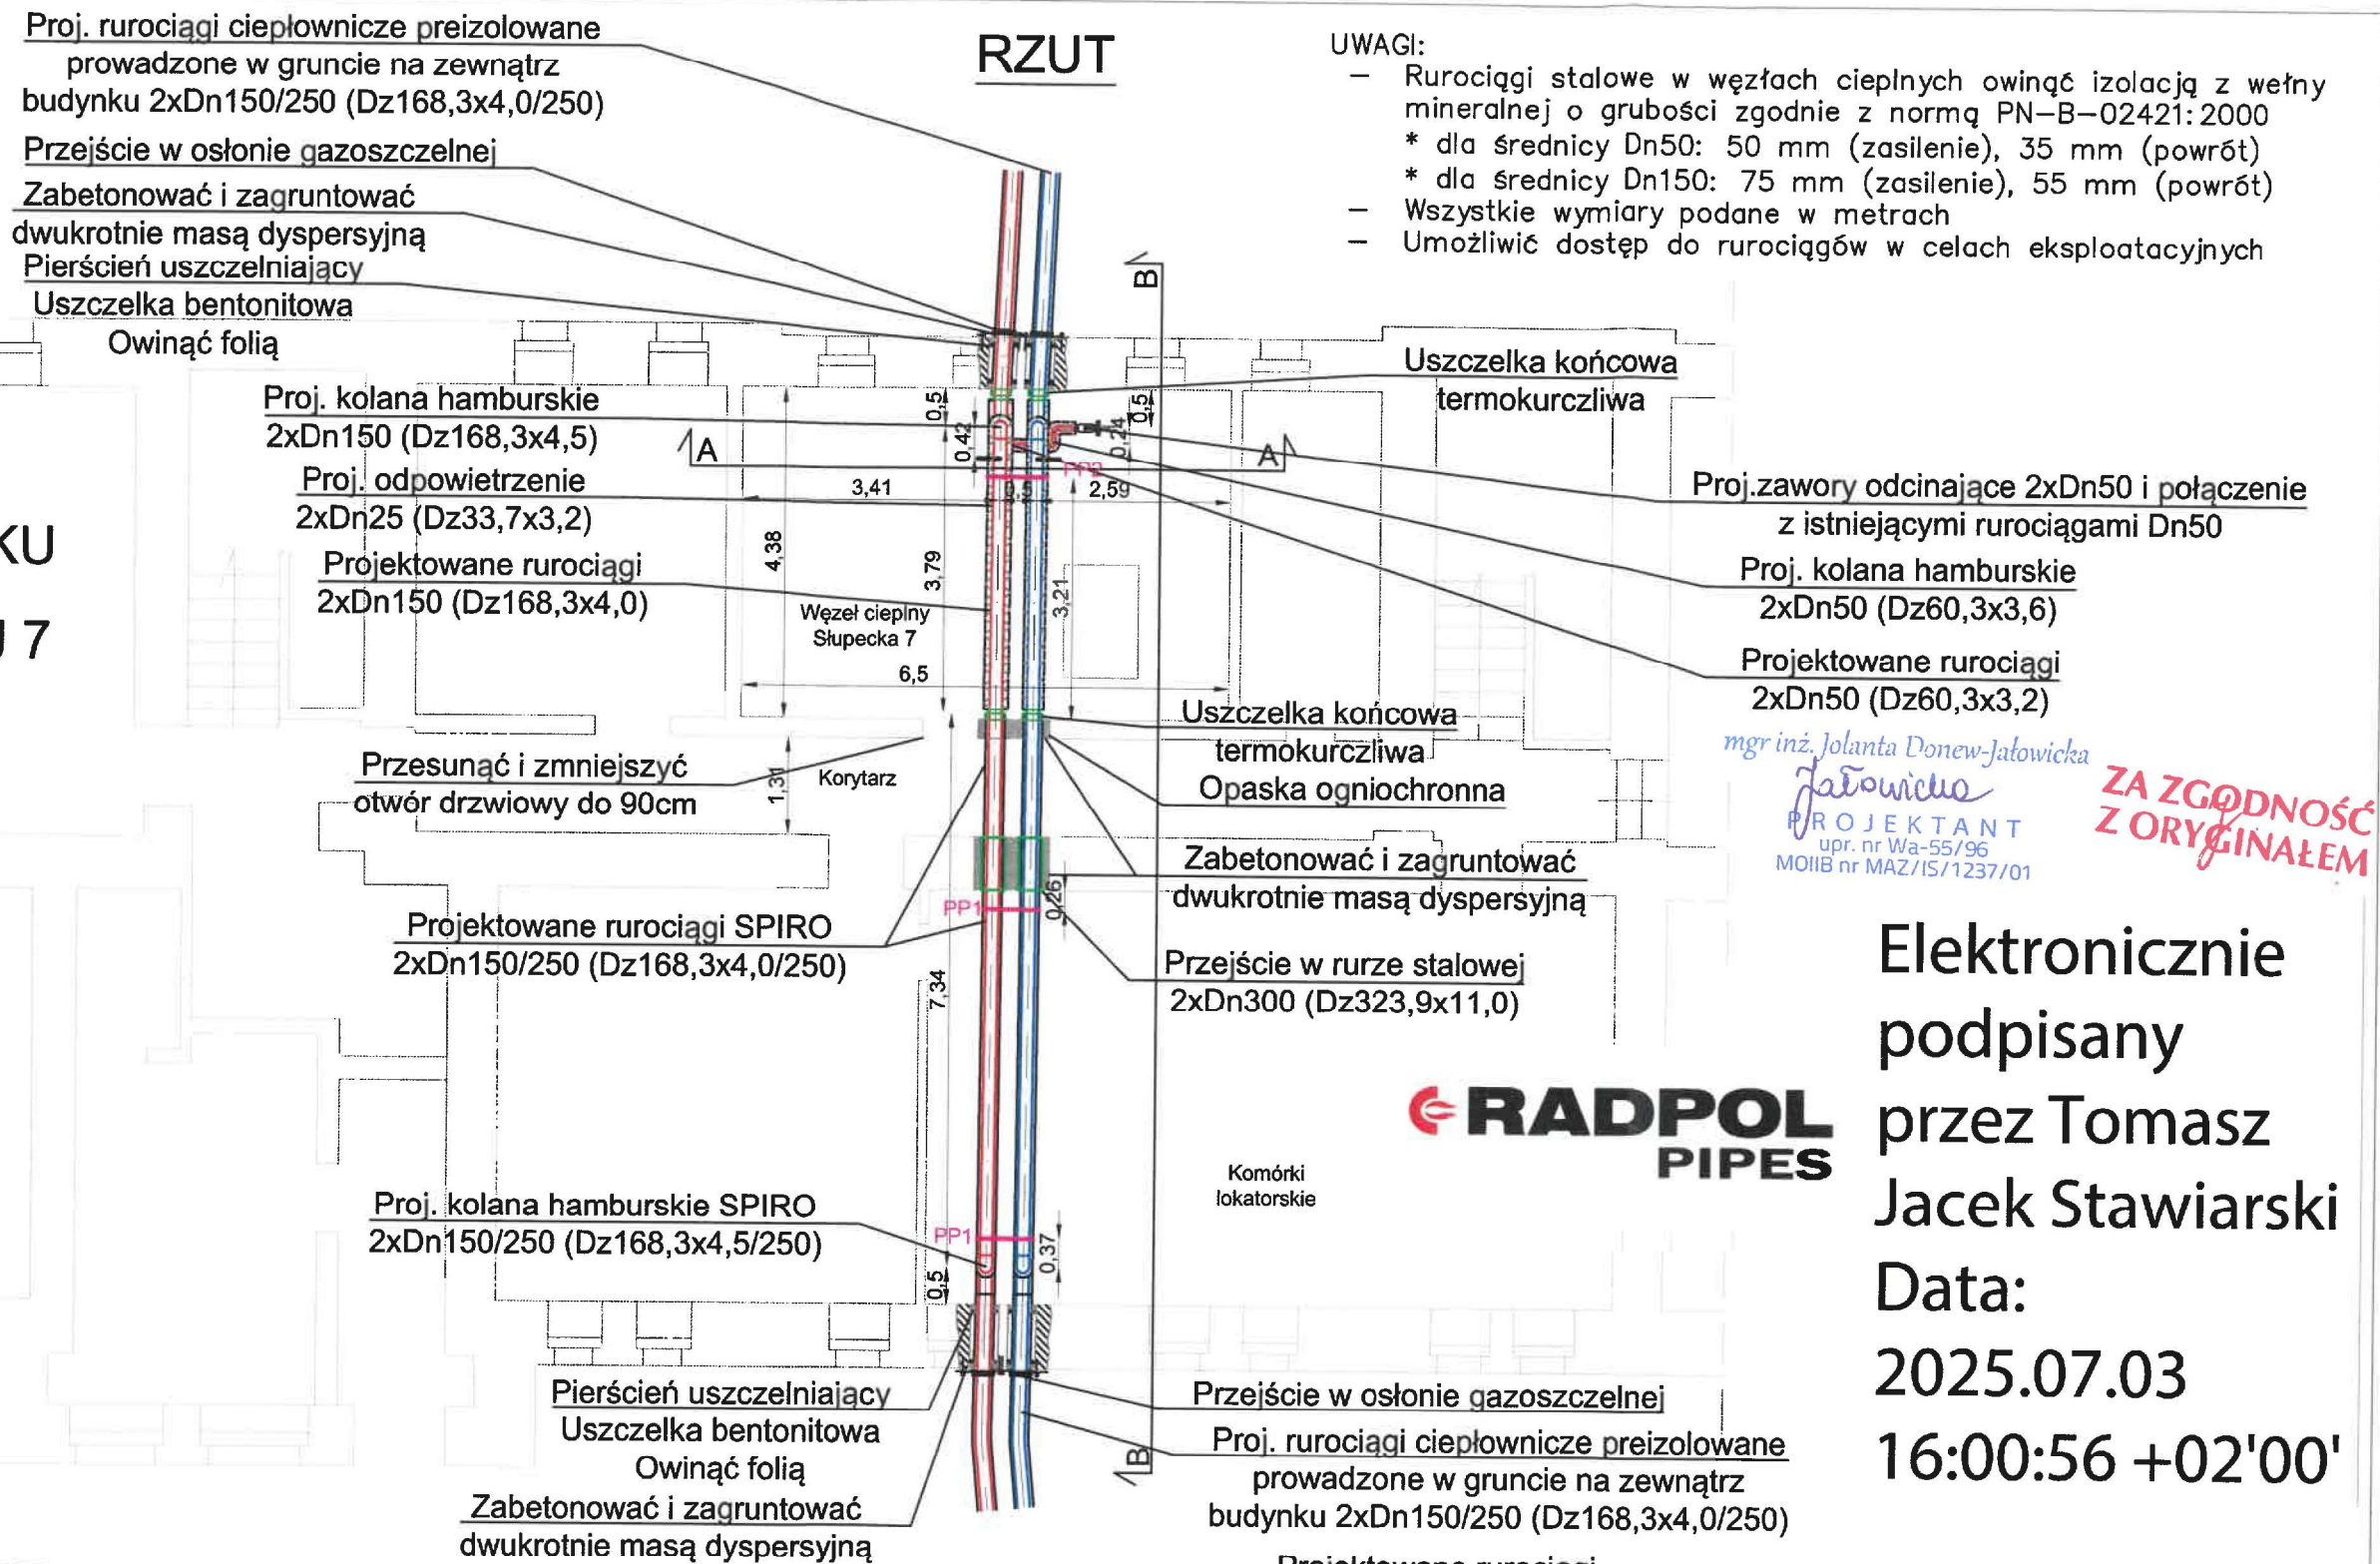 Proj. rurociągi ciepłownicze preizolowane
prowadzone w gruncie na zewnątrz
budynku 2xDn150/250 (Dz168,3x4,0/250)
Przejście w osłonie gazoszczelnej
Zabetonować i zagruntować
dwukrotnie masą dyspersyjną
Pierścień uszczelniający
Uszczelka bentonitowa
Owinąć folią
RZUT
UWAGI:
– Rurociągi stalowe w węzłach cieplnych owinąć izolacją z wełny
mineralnej o grubości zgodnie z normą PN–B–02421:2000
* dla średnicy Dn50: 50 mm (zasilenie), 35 mm (powrót)
* dla średnicy Dn150: 75 mm (zasilenie), 55 mm (powrót)
– Wszystkie wymiary podane w metrach
– Umożliwić dostęp do rurociągów w celach eksploatacyjnych
B
Uszczelka końcowa
termokurczliwa
Proj. kolana hamburskie
2xDn150 (Dz168,3x4,5)
0,5
0,5
0,42
0,24
A
A
PP2
Proj. odpowietrzenie
2xDn25 (Dz33,7x3,2)
3,41
2,59
Proj.zawory odcinające 2xDn50 i połączenie
z istniejącymi rurociągami Dn50
KU
7
Projektowane rurociągi
2xDn150 (Dz168,3x4,0)
4,38
3,79
3,21
Węzeł cieplny
Słupecka 7
6,5
Proj. kolana hamburskie
2xDn50 (Dz60,3x3,6)
Projektowane rurociągi
2xDn50 (Dz60,3x3,2)
Uszczelka końcowa
termokurczliwa
Opaska ogniochronna
mgr inż. Jolanta Donew-Jałowicka
Jałowicka
PROJEKTANT
upr. nr Wa-55/96
MOIIB nr MAZ/IS/1237/01
ZA ZGODNOŚĆ
Z ORYGINAŁEM
Przesunąć i zmniejszyć
otwór drzwiowy do 90cm
1,31
Korytarz
Zabetonować i zagruntować
dwukrotnie masą dyspersyjną
PP1
0,26
Projektowane rurociągi SPIRO
2xDn150/250 (Dz168,3x4,0/250)
Przejście w rurze stalowej
2xDn300 (Dz323,9x11,0)
7,34
RADPOL
PIPES
Elektronicznie
podpisany
przez Tomasz
Jacek Stawiarski
Data:
2025.07.03
16:00:56 +02'00'
Komórki
lokatorskie
Proj. kolana hamburskie SPIRO
2xDn150/250 (Dz168,3x4,5/250)
PP1
0,37
0,5
Pierścień uszczelniający
Uszczelka bentonitowa
Owinąć folią
Zabetonować i zagruntować
dwukrotnie masą dyspersyjną
Przejście w osłonie gazoszczelnej
B
Proj. rurociągi ciepłownicze preizolowane
prowadzone w gruncie na zewnątrz
budynku 2xDn150/250 (Dz168,3x4,0/250)
Projektowane rurociągi